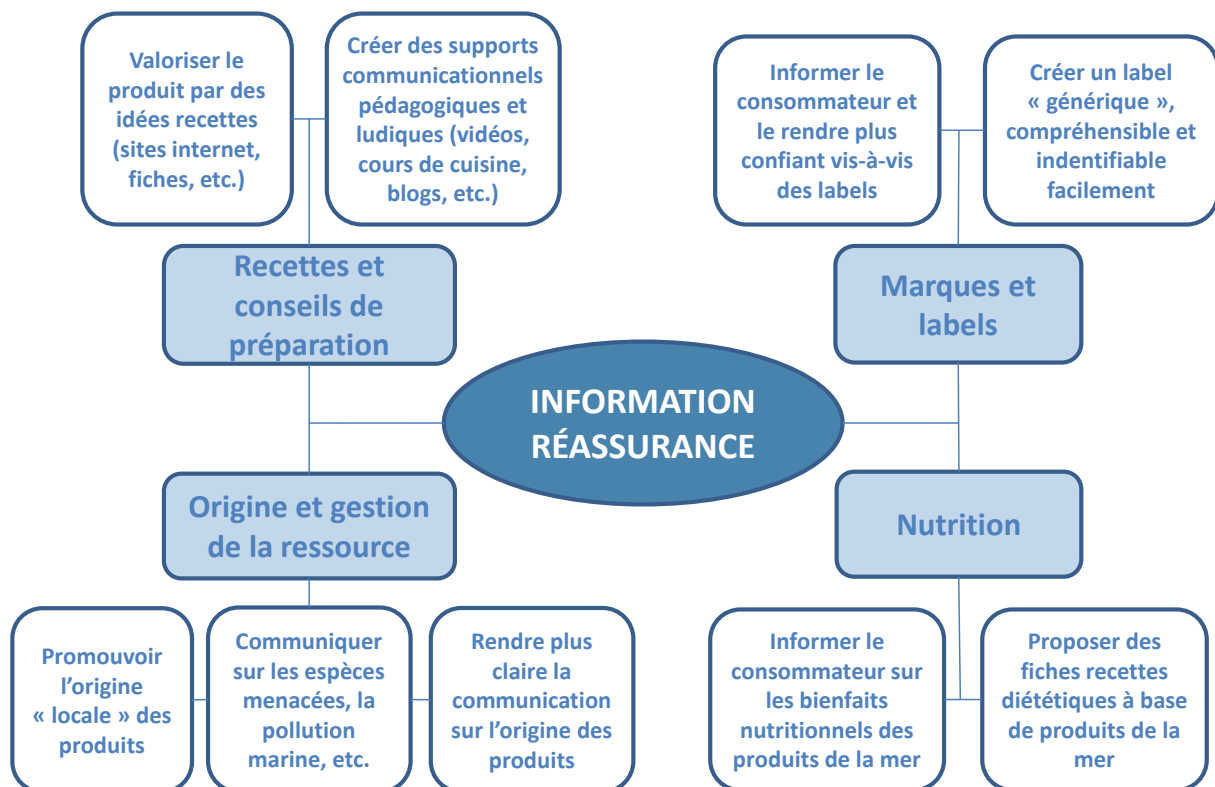 Valoriser le
produit par des
idées recettes
(sites internet,
fiches, etc.)
Créer des supports
communicationnels
pédagogiques et
ludiques (vidéos,
cours de cuisine,
blogs, etc.)
Informer le
consommateur et
le rendre plus
confiant vis-à-vis
des labels
Créer un label
« générique »,
compréhensible et
indentifiable
facilement
Recettes et
conseils de
préparation
Marques et
labels
INFORMATION
RÉASSURANCE
Origine et gestion
de la ressource
Nutrition
Promouvoir
l’origine
« locale » des
produits
Communiquer
sur les espèces
menacées, la
pollution
marine, etc.
Rendre plus
claire la
communication
sur l’origine des
produits
Informer le
consommateur sur
les bienfaits
nutritionnels des
produits de la mer
Proposer des
fiches recettes
diététiques à base
de produits de la
mer